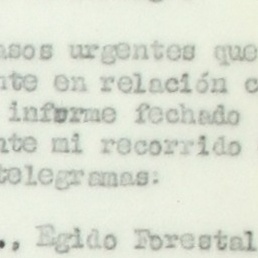 asos urgentes que
nte en relación c
informe fechado
nte mi recorrido
telegramas:
., Egido Forestal